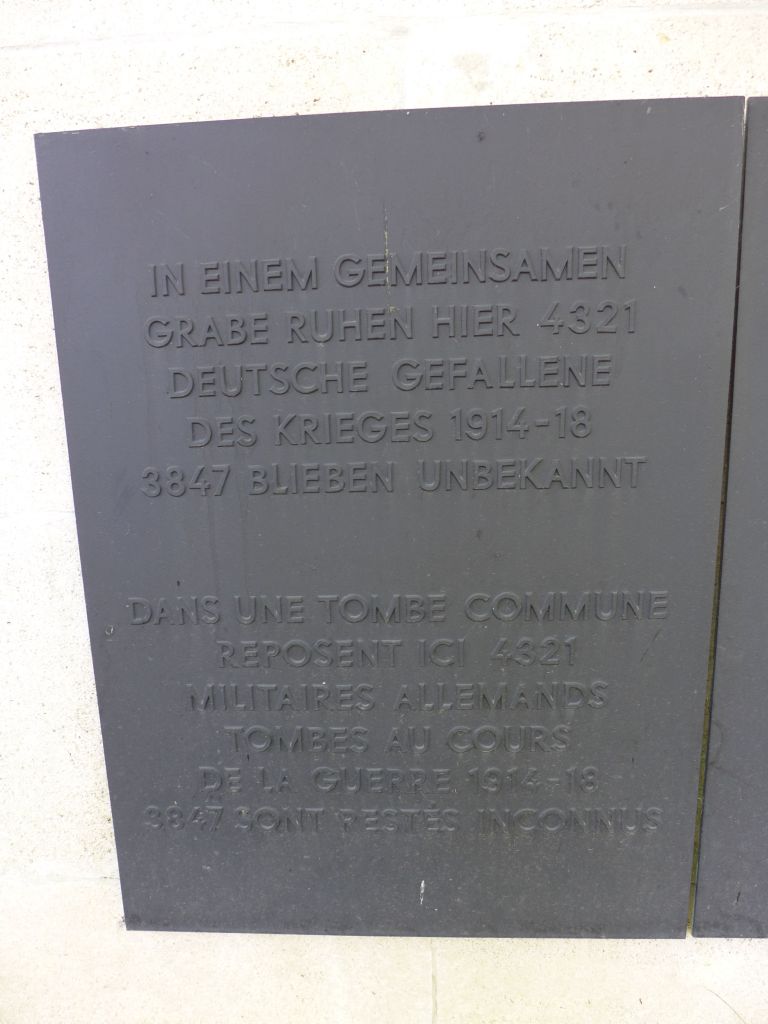 IN EINEM GEMEINSAMEN
GRABE RUHEN HIER 4321
DEUTSCHE GEFALLENE
DES KRIEGES 1914-18
3847 BLIEBEN UNBEKANNT
DANS UNE TOMBE COMMUNE
REPOSENT ICI 4321
MILITAIRES ALLEMANDS
TOMBES AU COURS
DE LA GUERRE 1914-18
3847 SONT RESTÉS INCONNUS